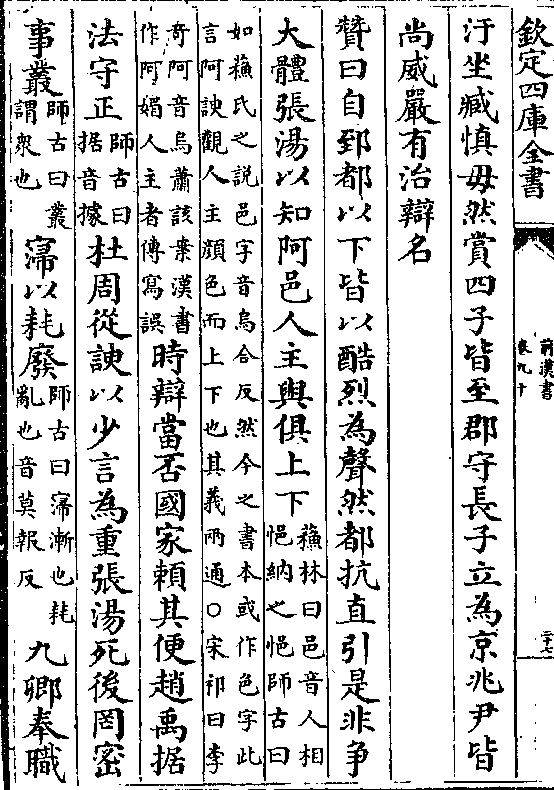 欽定四庫全書
前漢書
卷九十
二十七
汙坐臧慎毋然賞四子皆至郡守長子立為京兆尹皆
尚威嚴有治辯名
贊曰自郅都以下皆以酷烈為聲然都抗直引是非争
大體張湯以知阿邑人主與俱上下蘇林曰邑音人相悒納之悒師古曰
如蘇氏之說邑字音烏合反然今之書本或作色字此
言阿諛觀人主顔色而上下也其義兩通○宋祁曰李
奇阿音烏蕭該案漢書作阿媢人主者傳寫誤時辯當否國家賴其便趙禹据
法守正師古曰据音據杜周從諛以少言為重張湯死後罔密
事叢師古曰叢謂衆也寖以耗廢師古曰寖漸也耗亂也音莫報反九卿奉職